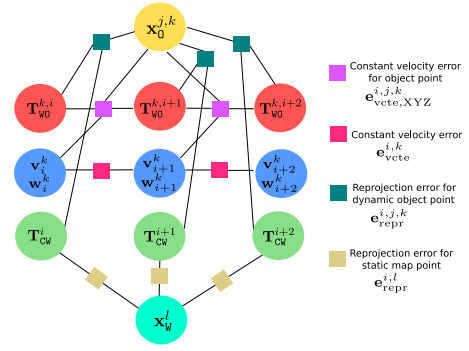 x_O^{j,k}
T_WO^{k,i} T_WO^{k,i+1} T_WO^{k,i+2}
v_i^k v_{i+1}^k v_{i+2}^k
w_i^k w_{i+1}^k w_{i+2}^k
T_CW^i T_CW^{i+1} T_CW^{i+2}
x_W^l
Constant velocity error
for object point
e_{vcte,XYZ}^{i,j,k}
Constant velocity error
e_{vcte}^{i,k}
Reprojection error for
dynamic object point
e_{repr}^{i,j,k}
Reprojection error for
static map point
e_{repr}^{i,l}